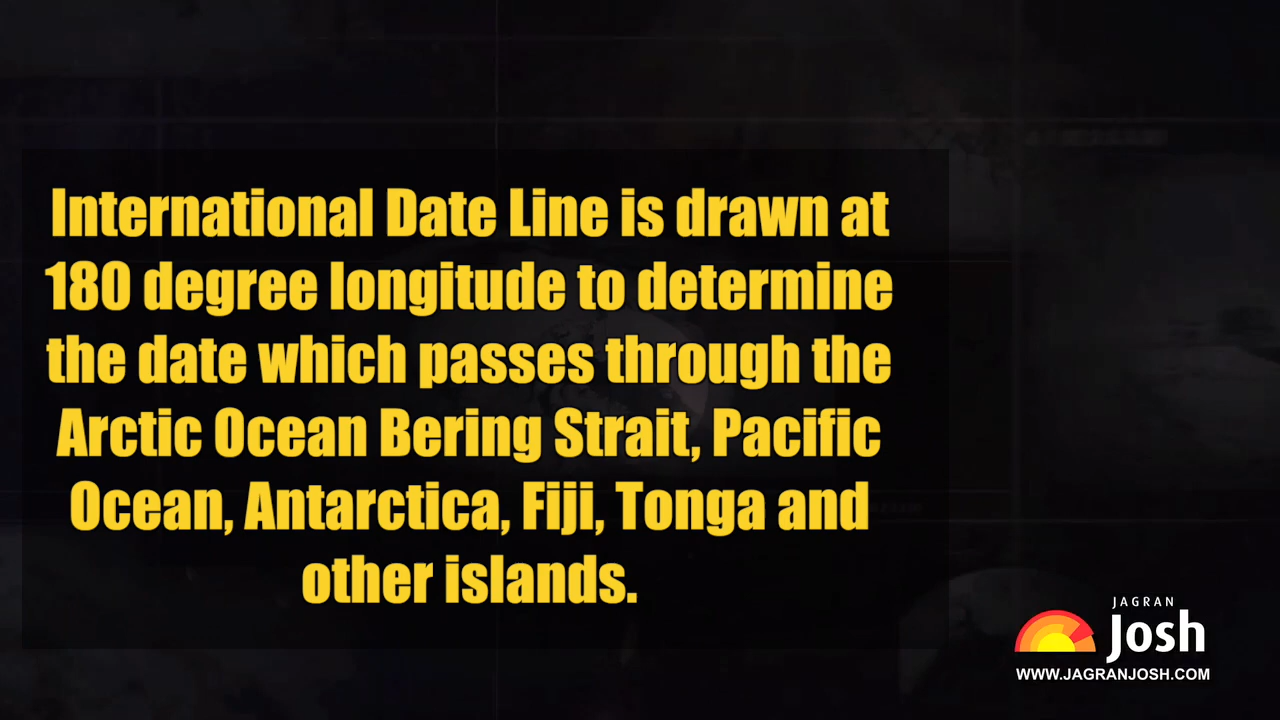 International Date Line is drawn at
180 degree longitude to determine
the date which passes through the
Arctic Ocean Bering Strait, Pacific
Ocean, Antarctica, Fiji, Tonga and
other islands.
JAGRAN
Josh
WWW.JAGRANJOSH.COM